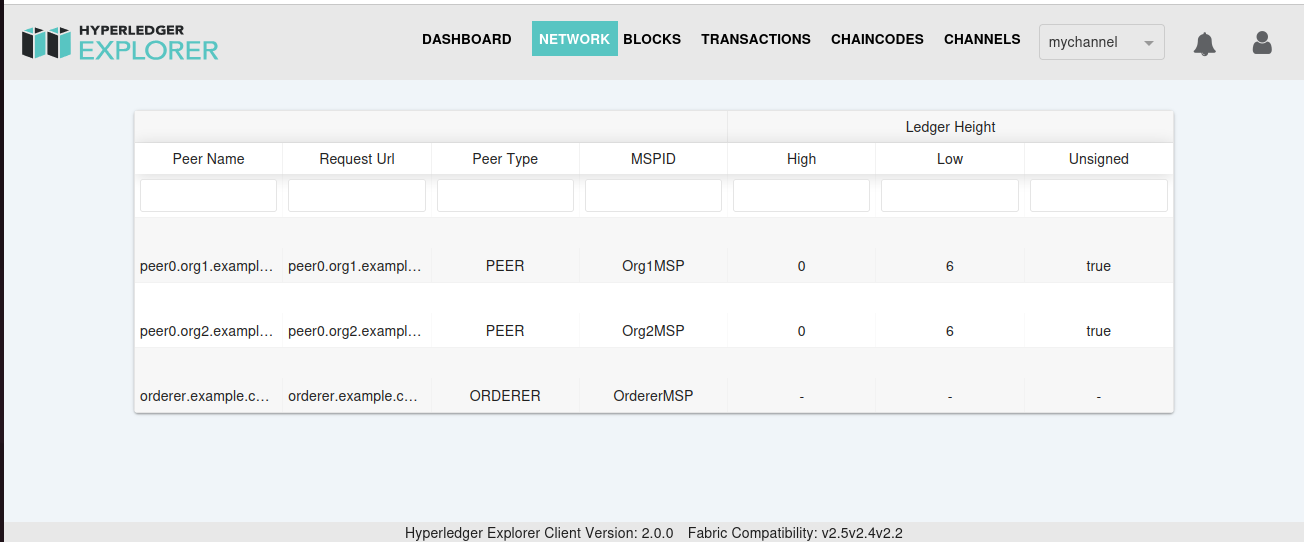 HYPERLEDGER
EXPLORER
DASHBOARD NETWORK BLOCKS TRANSACTIONS CHAINCODES CHANNELS mychannel
Ledger Height
Peer Name Request Url Peer Type MSPID High Low Unsigned
peer0.org1.exampl... peer0.org1.exampl... PEER Org1MSP 0 6 true
peer0.org2.exampl... peer0.org2.exampl... PEER Org2MSP 0 6 true
orderer.example.c... orderer.example.c... ORDERER OrdererMSP - - -
Hyperledger Explorer Client Version: 2.0.0 Fabric Compatibility: v2.5v2.4v2.2